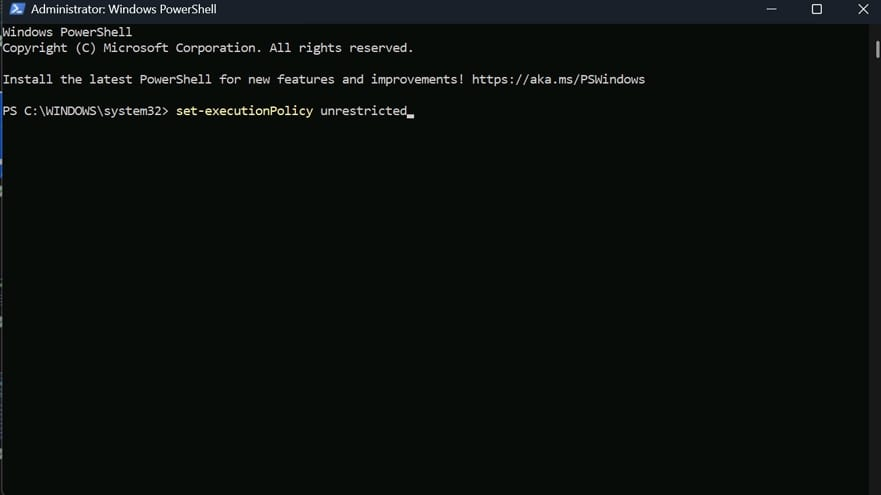 Administrator: Windows PowerShell
Windows PowerShell
Copyright (C) Microsoft Corporation. All rights reserved.
Install the latest PowerShell for new features and improvements! https://aka.ms/PSWindows
PS C:\WINDOWS\system32> set-executionPolicy unrestricted